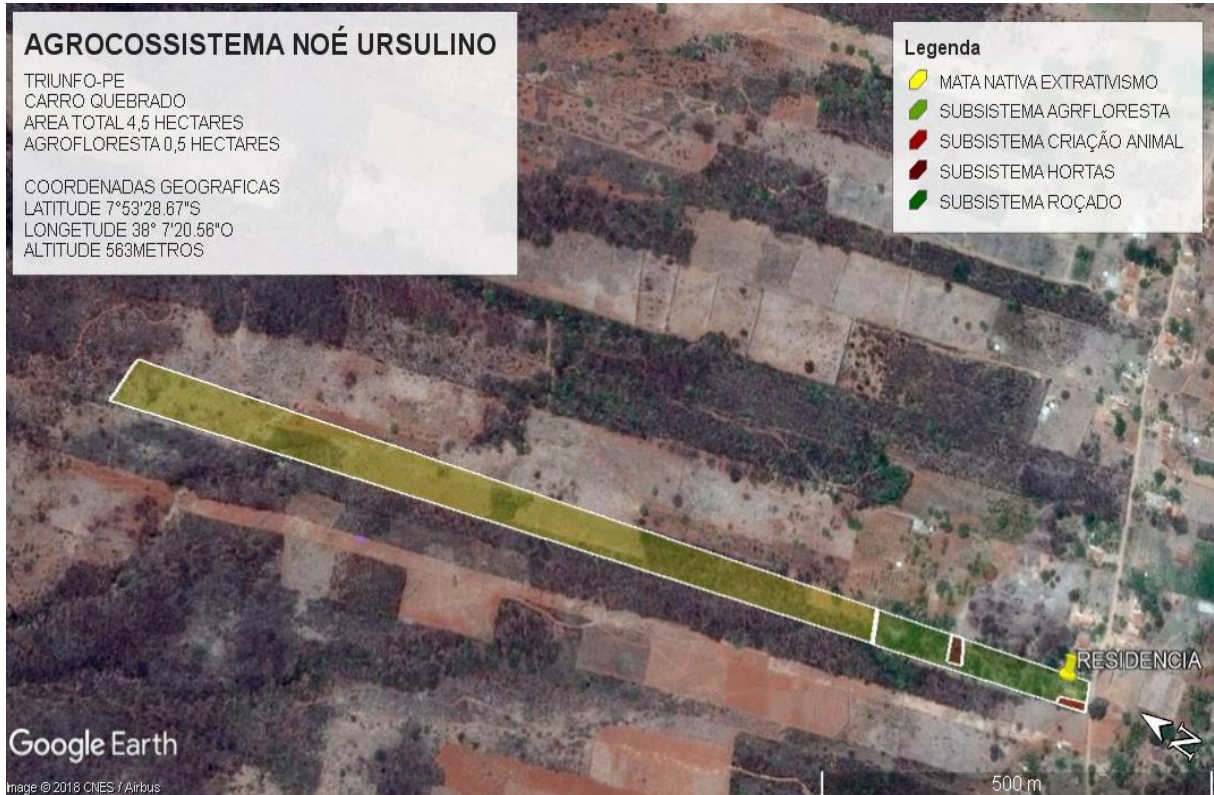 AGROCOSSISTEMA NOÉ URSULINO
TRIUNFO-PE
CARRO QUEBRADO
AREA TOTAL 4,5 HECTARES
AGROFLORESTA 0,5 HECTARES
COORDENADAS GEOGRAFICAS
LATITUDE 7°53'28.67"S
LONGETUDE 38° 7'20.56"O
ALTITUDE 563METROS
Legenda
MATA NATIVA EXTRATIVISMO
SUBSISTEMA AGRFLORESTA
SUBSISTEMA CRIAÇÃO ANIMAL
SUBSISTEMA HORTAS
SUBSISTEMA ROÇADO
RESIDENCIA
N
Google Earth
Image © 2018 CNES / Airbus
500 m